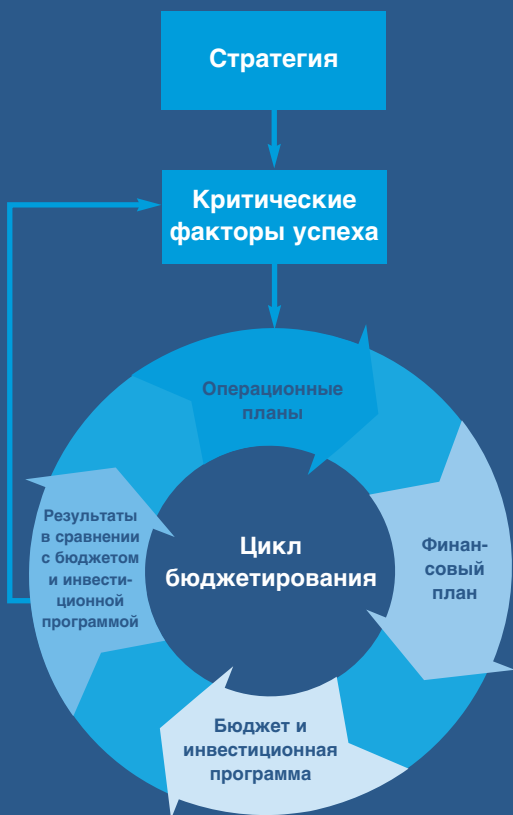 Стратегия
Критические
факторы успеха
Операционные
планы
Результаты
в сравнении
с бюджетом
и инвести-
ционной
программой
Цикл
бюджетирования
Финан-
совый
план
Бюджет и
инвестиционная
программа